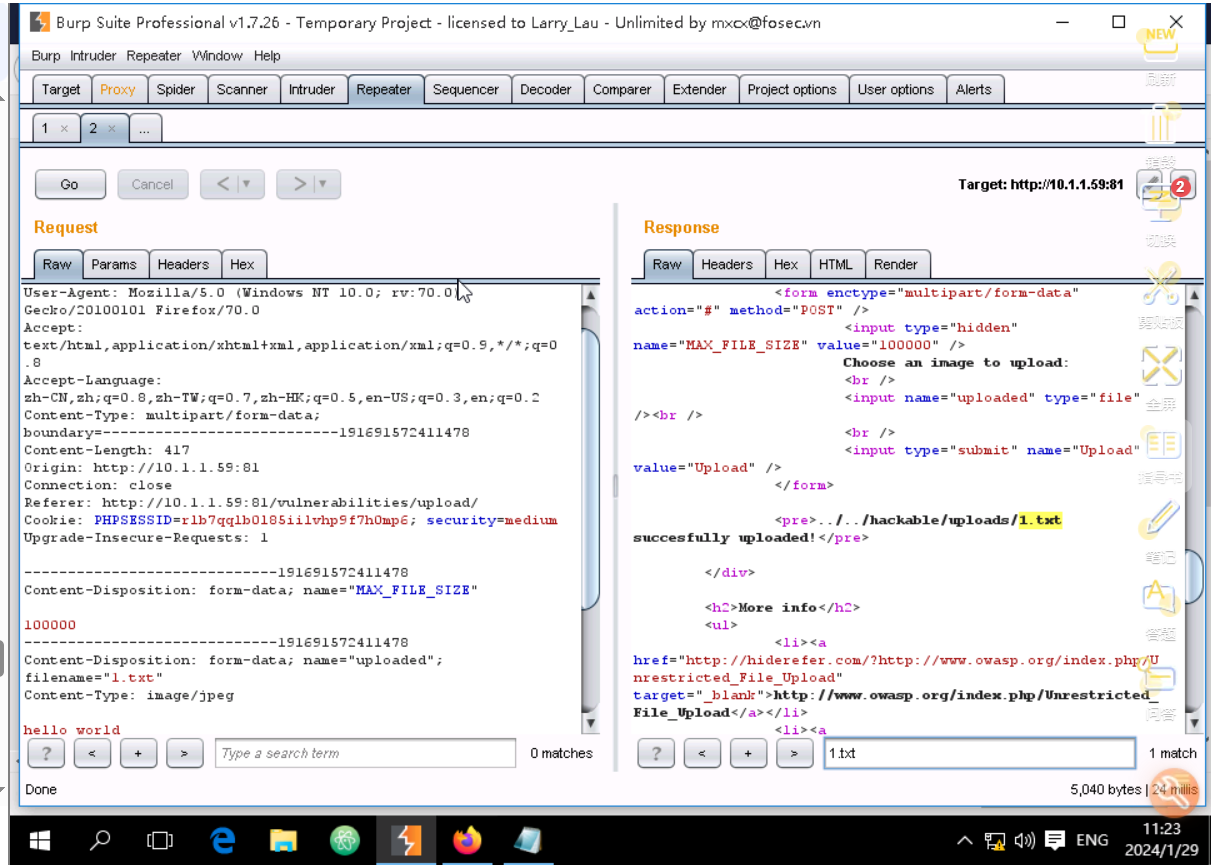 Burp Suite Professional v1.7.26 - Temporary Project - licensed to Larry_Lau - Unlimited by mxcx@fosec.vn
Burp Intruder Repeater Window Help
Target Proxy Spider Scanner Intruder Repeater Sequencer Decoder Comparer Extender Project options User options Alerts
1 × 2 × ...
Go Cancel < > Target: http://10.1.1.59:81
Request
Raw Params Headers Hex
User-Agent: Mozilla/5.0 (Windows NT 10.0; rv:70.0)
Gecko/20100101 Firefox/70.0
Accept:
text/html,application/xhtml+xml,application/xml;q=0.9,*/*;q=0
.8
Accept-Language:
zh-CN,zh;q=0.8,zh-TW;q=0.7,zh-HK;q=0.5,en-US;q=0.3,en;q=0.2
Content-Type: multipart/form-data;
boundary=---------------------------191691572411478
Content-Length: 417
Origin: http://10.1.1.59:81
Connection: close
Referer: http://10.1.1.59:81/vulnerabilities/upload/
Cookie: PHPSESSID=r1b7qqlb0185ii1vhp9f7h0mp6; security=medium
Upgrade-Insecure-Requests: 1
-----------------------------191691572411478
Content-Disposition: form-data; name="MAX_FILE_SIZE"
100000
-----------------------------191691572411478
Content-Disposition: form-data; name="uploaded";
filename="1.txt"
Content-Type: image/jpeg
hello world
? < + > Type a search term 0 matches
Response
Raw Headers Hex HTML Render
<form enctype="multipart/form-data"
action="#" method="POST" />
<input type="hidden"
name="MAX_FILE_SIZE" value="100000" />
Choose an image to upload:
<br />
<input name="uploaded" type="file"
/><br />
<br />
<input type="submit" name="Upload"
value="Upload" />
</form>
<pre>../../hackable/uploads/1.txt
succesfully uploaded!</pre>
</div>
<h2>More info</h2>
<ul>
<li><a
href="http://hiderefer.com/?http://www.owasp.org/index.php/U
nrestricted_File_Upload"
target="_blank">http://www.owasp.org/index.php/Unrestricted_
File_Upload</a></li>
<li><a
? < + > 1.txt 1 match
Done
5,040 bytes | 24 millis
NEW
刷新
2
切换
剪贴板
全屏
指导书
笔记
答题
问答
ENG
11:23
2024/1/29